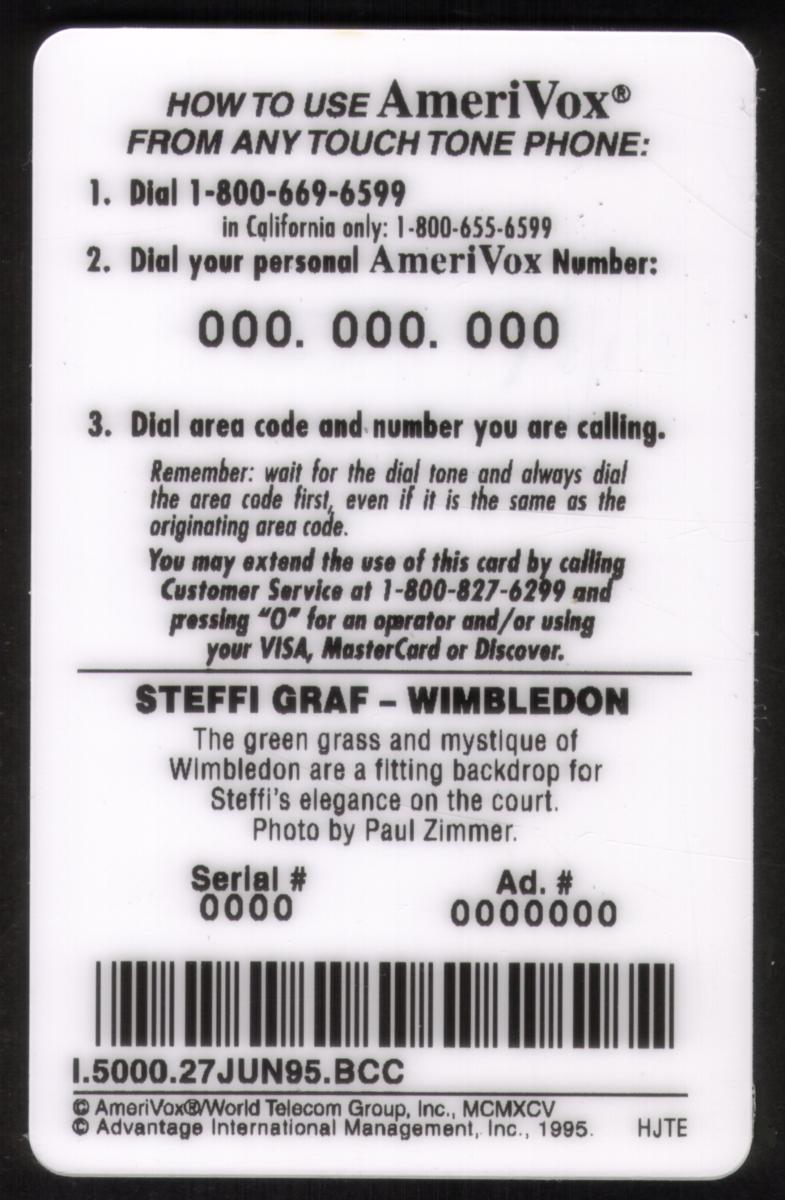 HOW TO USE AmeriVox®
FROM ANY TOUCH TONE PHONE:
1. Dial 1-800-669-6599
in California only: 1-800-655-6599
2. Dial your personal AmeriVox Number:
000. 000. 000
3. Dial area code and number you are calling.
Remember: wait for the dial tone and always dial
the area code first, even if it is the same as the
originating area code.
You may extend the use of this card by calling
Customer Service at 1-800-827-6299 and
pressing "0" for an operator and/or using
your VISA, MasterCard or Discover.
STEFFI GRAF – WIMBLEDON
The green grass and mystique of
Wimbledon are a fitting backdrop for
Steffi's elegance on the court.
Photo by Paul Zimmer.
Serial # Ad. #
0000 0000000
I.5000.27JUN95.BCC
© AmeriVox®/World Telecom Group, Inc., MCMXCV
© Advantage International Management, Inc., 1995. HJTE